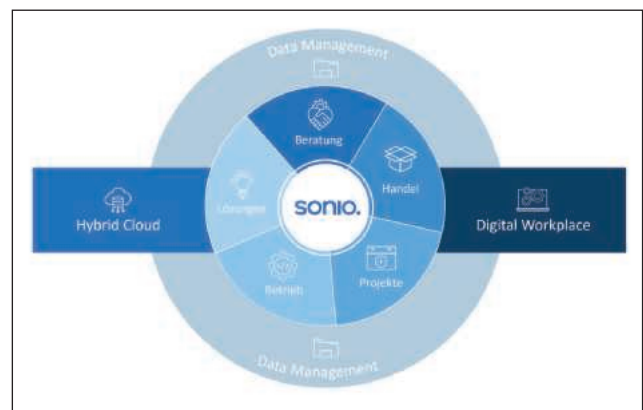 Data Management
Beratung
Lösungen
Handel
Hybrid Cloud
sonio.
Digital Workplace
Betrieb
Projekte
Data Management